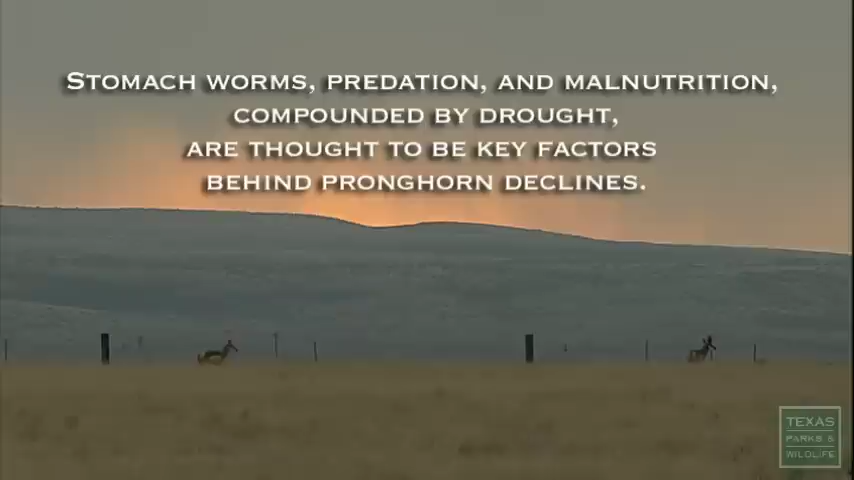 STOMACH WORMS, PREDATION, AND MALNUTRITION,
COMPOUNDED BY DROUGHT,
ARE THOUGHT TO BE KEY FACTORS
BEHIND PRONGHORN DECLINES.
TEXAS
PARKS &
WILDLIFE